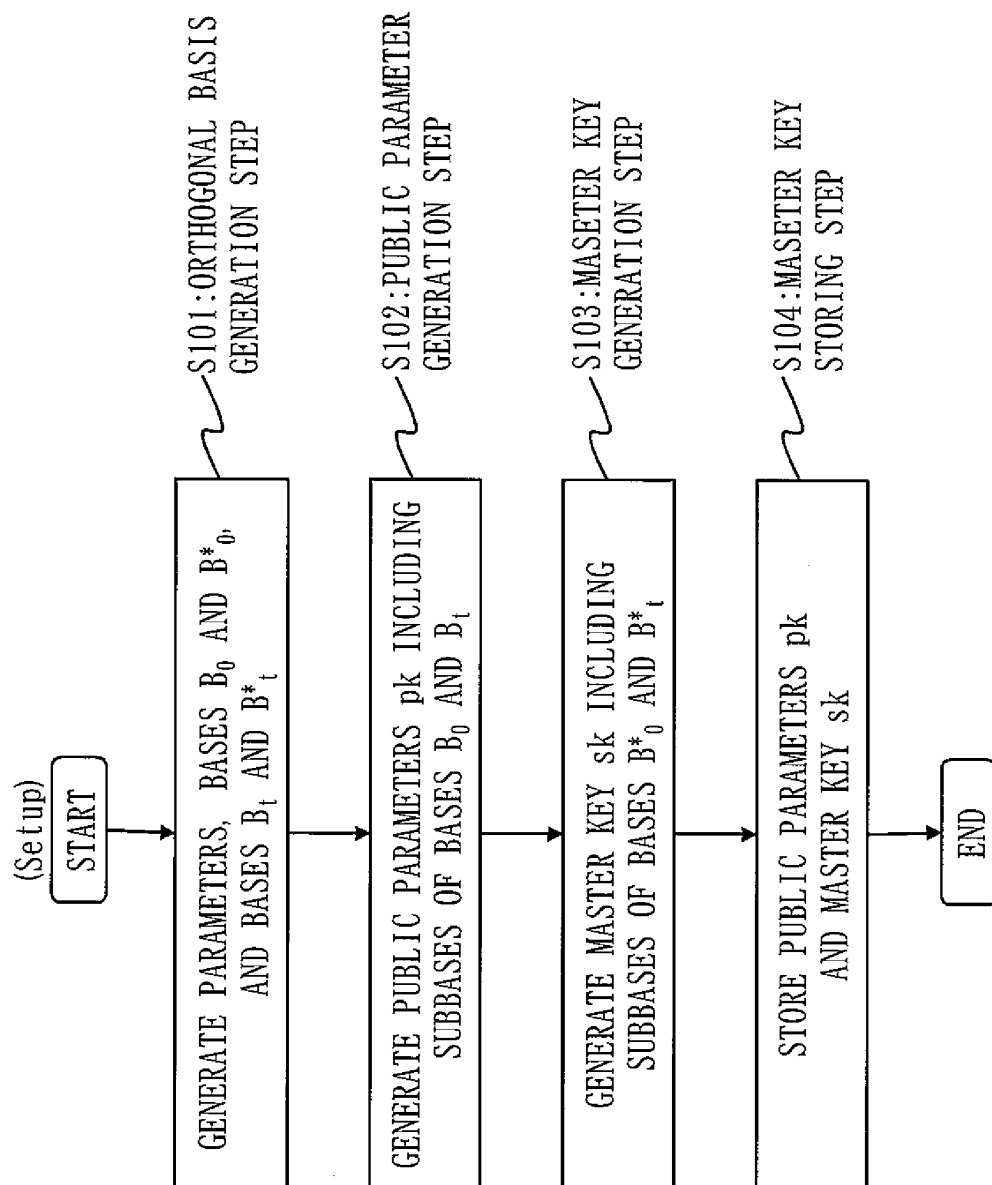 (Setup)
START
GENERATE PARAMETERS, BASES B₀ AND B*₀,
AND BASES Bₜ AND B*ₜ
S101:ORTHOGONAL BASIS
GENERATION STEP
GENERATE PUBLIC PARAMETERS pk INCLUDING
SUBBASES OF BASES B₀ AND Bₜ
S102:PUBLIC PARAMETER
GENERATION STEP
GENERATE MASTER KEY sk INCLUDING
SUBBASES OF BASES B*₀ AND B*ₜ
S103:MASETER KEY
GENERATION STEP
STORE PUBLIC PARAMETERS pk
AND MASTER KEY sk
S104:MASETER KEY
STORING STEP
END